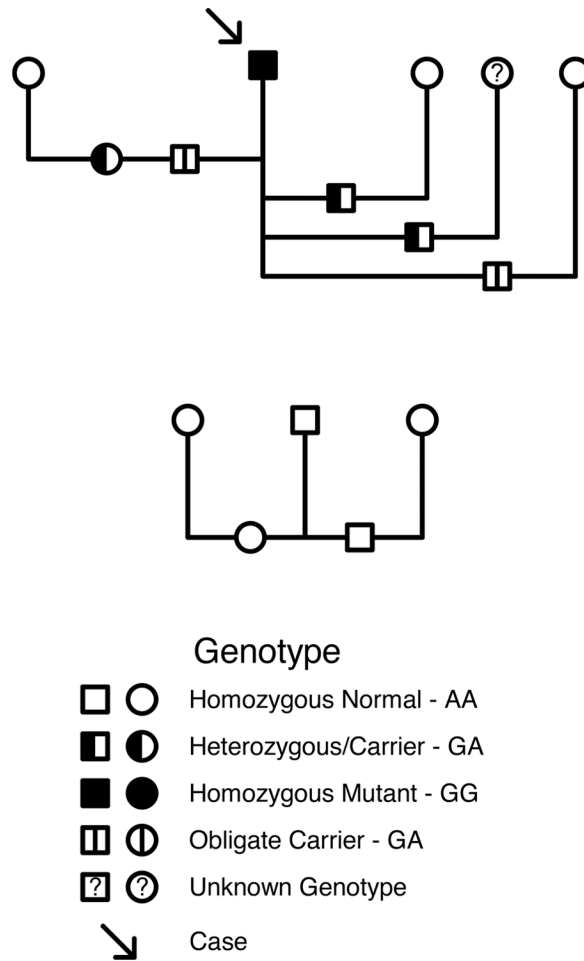 ?
Genotype
Homozygous Normal - AA
Heterozygous/Carrier - GA
Homozygous Mutant - GG
Obligate Carrier - GA
? ? Unknown Genotype
Case